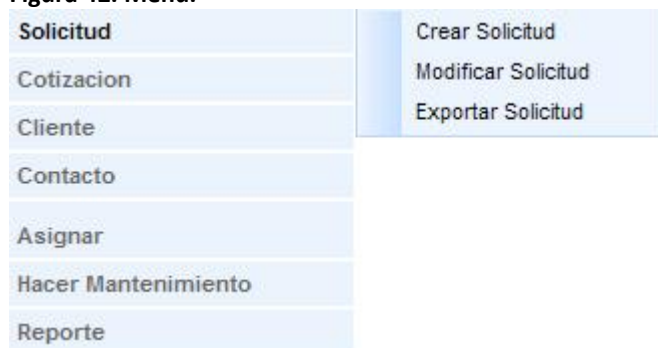 Solicitud
Cotizacion
Cliente
Contacto
Asignar
Hacer Mantenimiento
Reporte
Crear Solicitud
Modificar Solicitud
Exportar Solicitud